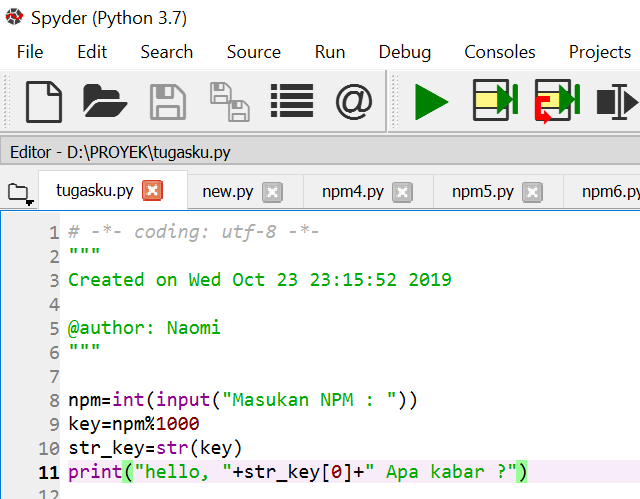 Spyder (Python 3.7)
File Edit Search Source Run Debug Consoles Projects
Editor - D:\PROYEK\tugasku.py
tugasku.py new.py npm4.py npm5.py npm6.py
1 # -*- coding: utf-8 -*-
2 """
3 Created on Wed Oct 23 23:15:52 2019
4
5 @author: Naomi
6 """
7
8 npm=int(input("Masukan NPM : "))
9 key=npm%1000
10 str_key=str(key)
11 print("hello, "+str_key[0]+" Apa kabar ?")
12